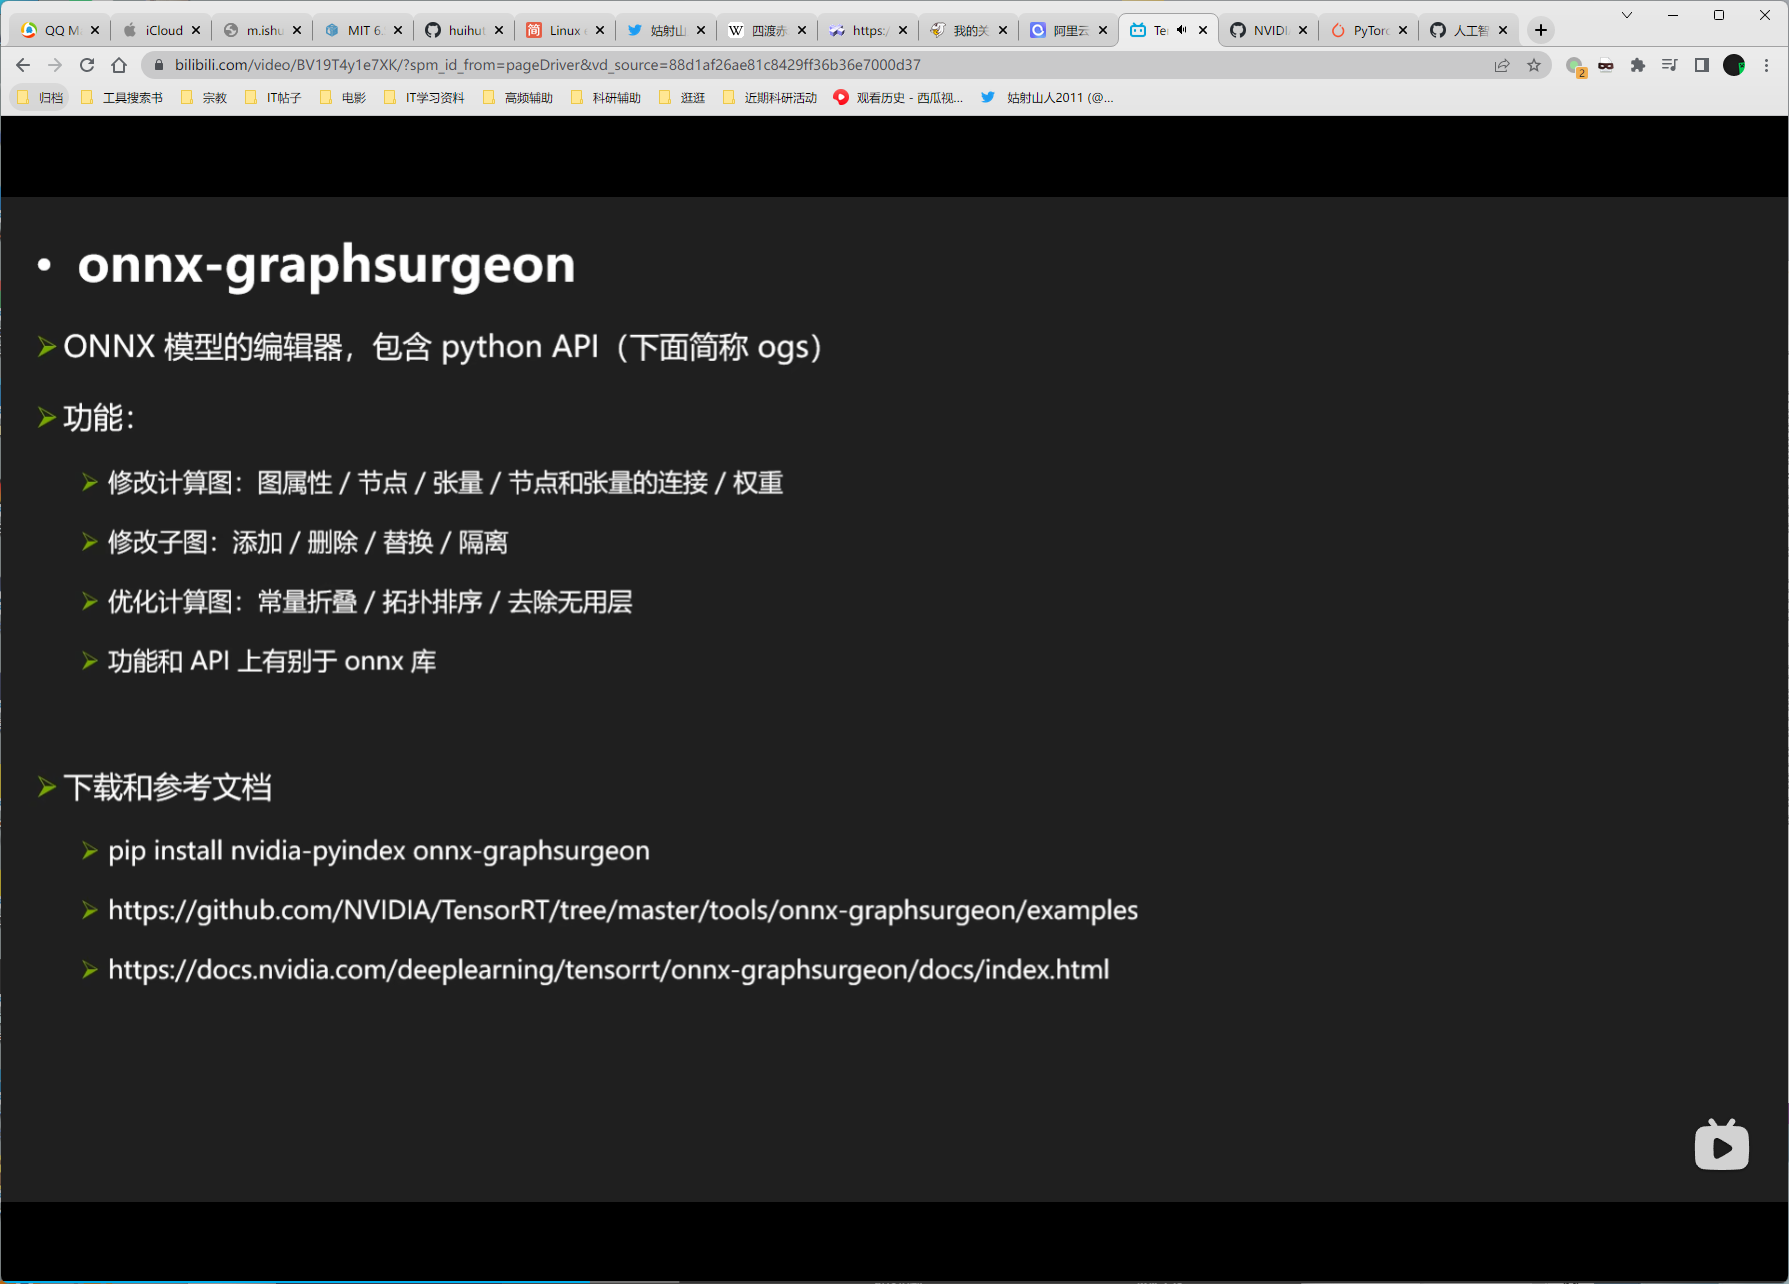 QQ M
iCloud
m.ishu
MIT 6.
huihut
Linux
姑射山
四渡赤
https:/
我的关
阿里云
Te
NVIDI
PyTorc
人工智
bilibili.com/video/BV19T4y1e7XK/?spm_id_from=pageDriver&vd_source=88d1af26ae81c8429ff36b36e7000d37
2
归档
工具搜索书
宗教
IT帖子
电影
IT学习资料
高频辅助
科研辅助
逛逛
近期科研活动
观看历史 - 西瓜视...
姑射山人2011 (@...
• onnx-graphsurgeon
ONNX 模型的编辑器，包含 python API（下面简称 ogs）
功能：
修改计算图：图属性 / 节点 / 张量 / 节点和张量的连接 / 权重
修改子图：添加 / 删除 / 替换 / 隔离
优化计算图：常量折叠 / 拓扑排序 / 去除无用层
功能和 API 上有别于 onnx 库
下载和参考文档
pip install nvidia-pyindex onnx-graphsurgeon
https://github.com/NVIDIA/TensorRT/tree/master/tools/onnx-graphsurgeon/examples
https://docs.nvidia.com/deeplearning/tensorrt/onnx-graphsurgeon/docs/index.html